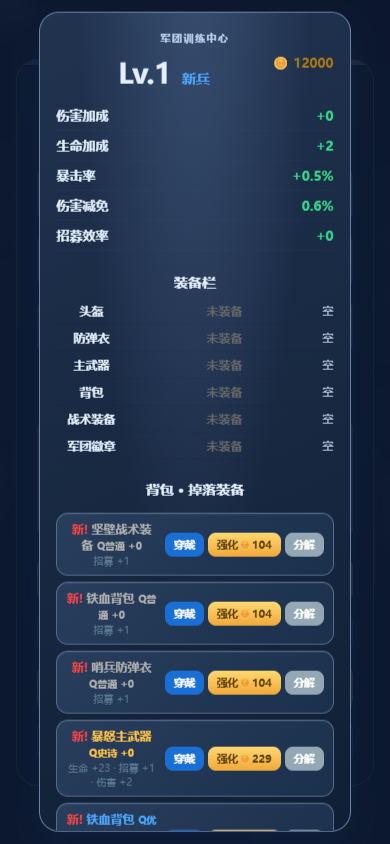 军团训练中心
Lv.1 新兵 12000
伤害加成 +0
生命加成 +2
暴击率 +0.5%
伤害减免 0.6%
招募效率 +0
装备栏
头盔 未装备 空
防弹衣 未装备 空
主武器 未装备 空
背包 未装备 空
战术装备 未装备 空
军团徽章 未装备 空
背包 • 掉落装备
新! 坚壁战术装
备 Q普通 +0
招募 +1
穿戴 强化 104 分解
新! 铁血背包 Q普
通 +0
招募 +1
穿戴 强化 104 分解
新! 哨兵防弹衣
Q普通 +0
招募 +1
穿戴 强化 104 分解
新! 暴怒主武器
Q史诗 +0
生命 +23 · 招募 +1
· 伤害 +2
穿戴 强化 229 分解
新! 铁血背包 Q优